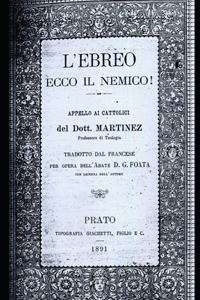 L'EBREO
ECCO IL NEMICO!
APPELLO AI CATTOLICI
del Dott. MARTINEZ
Professore di Teologia
TRADOTTO DAL FRANCESE
PER OPERA DELL'ABATE D. G. FOATA
CON LICENZA DELL'AUTORE
PRATO
TIPOGRAFIA GIACHETTI, FIGLIO E C.
1891